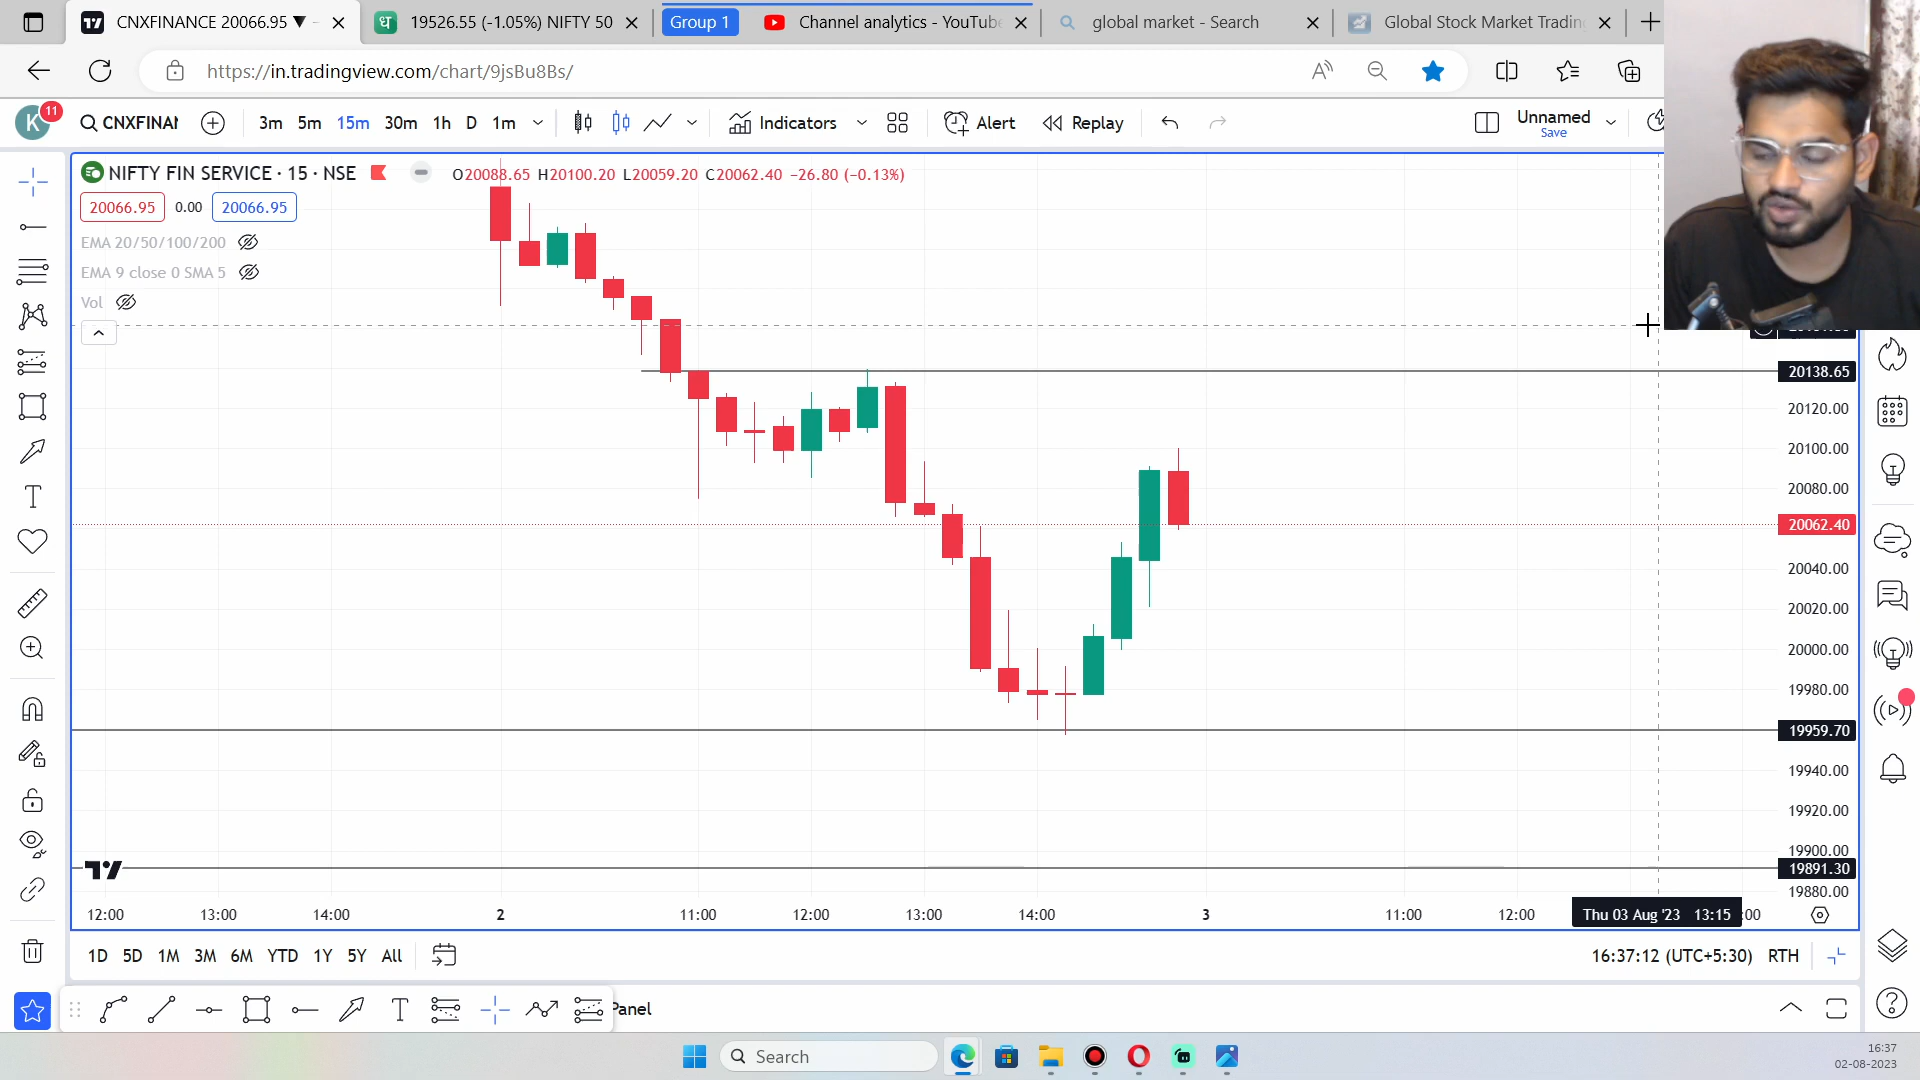 CNXFINANCE 20066.95 ▼
19526.55 (-1.05%) NIFTY 50
Group 1
Channel analytics - YouTube
global market - Search
Global Stock Market Trading
https://in.tradingview.com/chart/9jsBu8Bs/
K
11
CNXFINAN
3m 5m 15m 30m 1h D 1m
Indicators
Alert
Replay
Unnamed
Save
NIFTY FIN SERVICE · 15 · NSE
O20088.65 H20100.20 L20059.20 C20062.40 −26.80 (−0.13%)
20066.95 0.00 20066.95
EMA 20/50/100/200
EMA 9 close 0 SMA 5
Vol
20138.65
20120.00
20100.00
20080.00
20062.40
20040.00
20020.00
20000.00
19980.00
19959.70
19940.00
19920.00
19900.00
19891.30
19880.00
12:00 13:00 14:00 2 11:00 12:00 13:00 14:00 3 11:00 12:00 Thu 03 Aug '23 13:15 :00
1D 5D 1M 3M 6M YTD 1Y 5Y All
16:37:12 (UTC+5:30) RTH
Panel
Search
16:37
02-08-2023